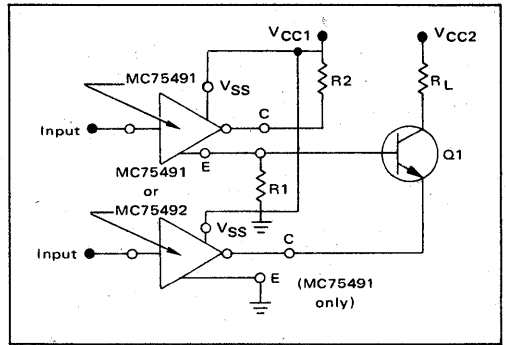 VCC1
VCC2
MC75491
VSS
R2
RL
Input
C
E
Q1
MC75491
or
MC75492
R1
VSS
C
Input
E
(MC75491
only)